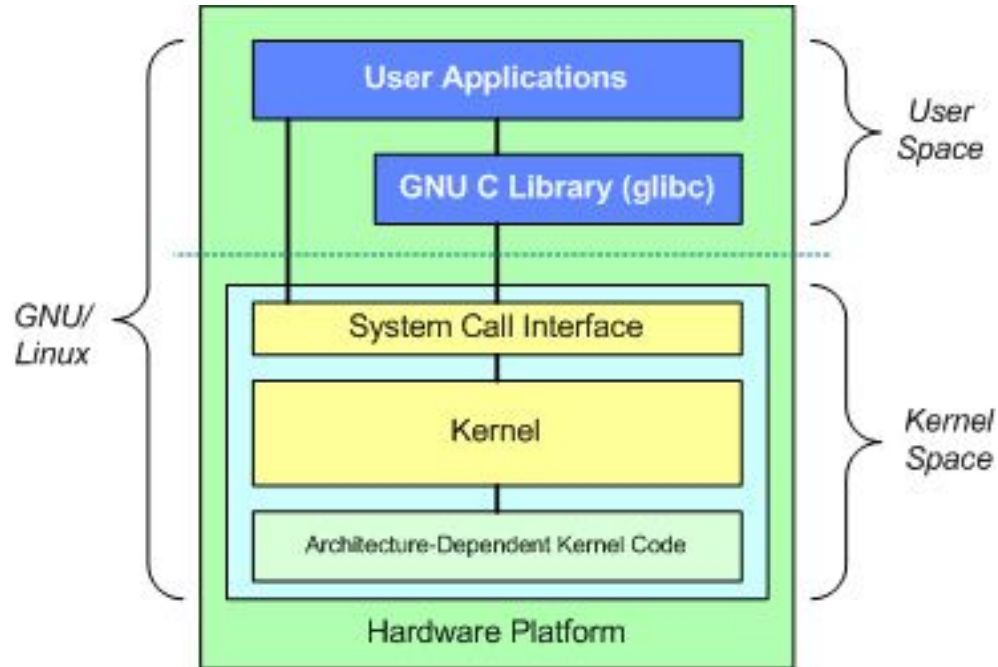 User Applications
User
Space
GNU C Library (glibc)
GNU/
Linux
System Call Interface
Kernel
Kernel
Space
Architecture-Dependent Kernel Code
Hardware Platform